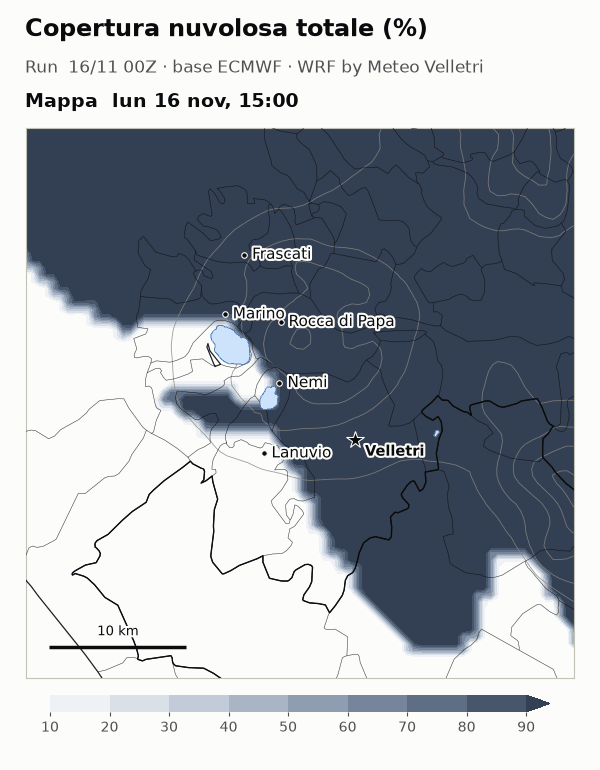 Copertura nuvolosa totale (%)
Run  16/11 00Z · base ECMWF · WRF by Meteo Velletri
Mappa  lun 16 nov, 15:00
Frascati
Marino
Rocca di Papa
Nemi
Velletri
Lanuvio
10 km
10 20 30 40 50 60 70 80 90